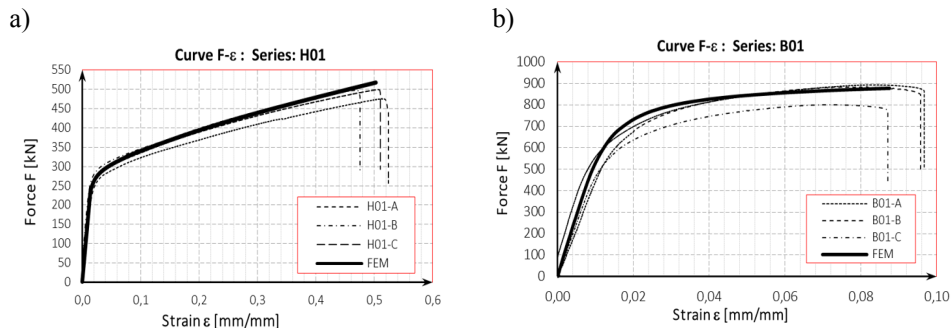 a)
Curve F-ε : Series: H01
550
500
450
400
350
300
250
200
150
100
50
0
Force F [kN]
0,0 0,1 0,2 0,3 0,4 0,5 0,6
Strain ε [mm/mm]
H01-A
H01-B
H01-C
FEM
b)
Curve F-ε : Series: B01
1000
900
800
700
600
500
400
300
200
100
0
Force F [kN]
0,00 0,02 0,04 0,06 0,08 0,10
Strain ε [mm/mm]
B01-A
B01-B
B01-C
FEM